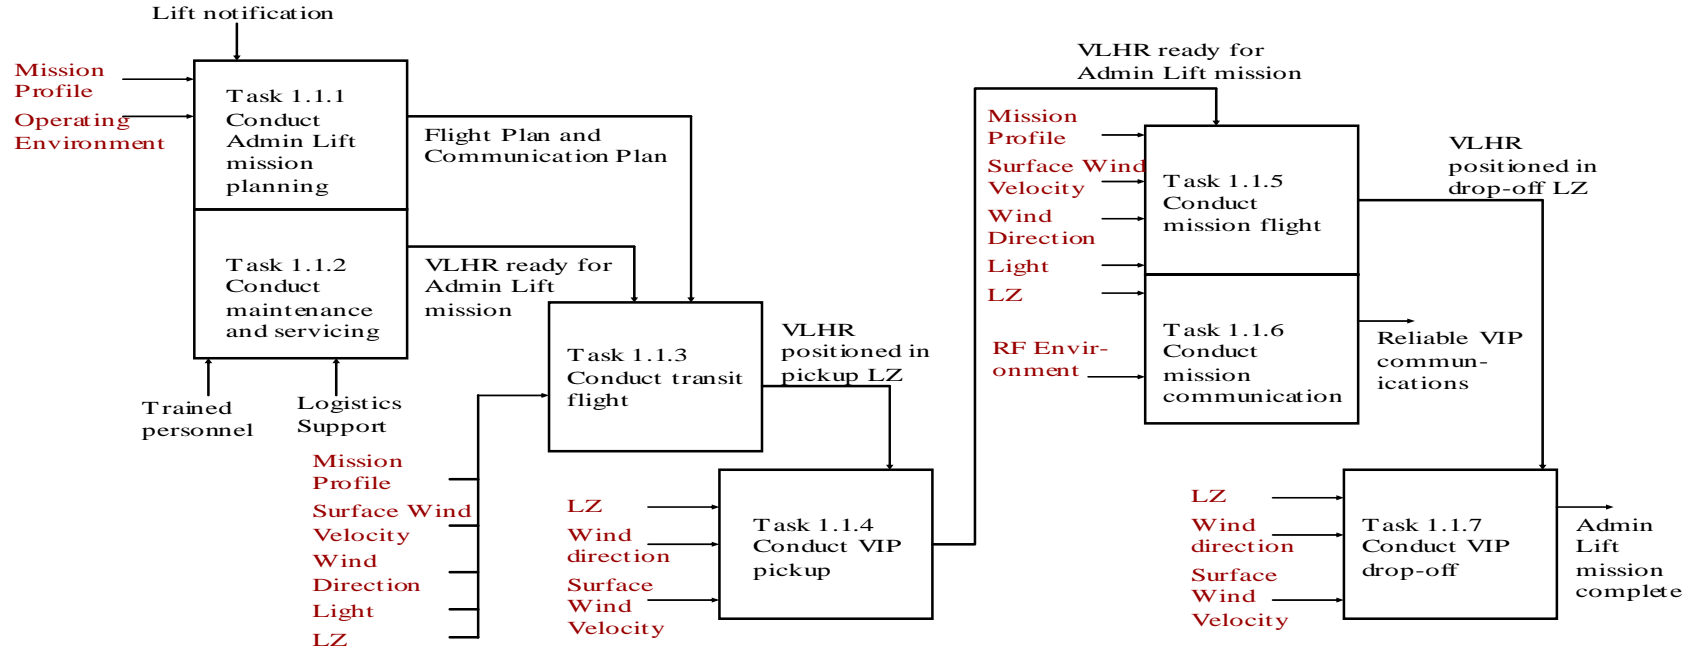 Lift notification
Mission
Profile
Operating
Environment
Task 1.1.1
Conduct
Admin Lift
mission
planning
Flight Plan and
Communication Plan
Task 1.1.2
Conduct
maintenance
and servicing
VLHR ready for
Admin Lift
mission
Trained
personnel
Logistics
Support
Task 1.1.3
Conduct transit
flight
VLHR
positioned in
pickup LZ
Mission
Profile
Surface Wind
Velocity
Wind
Direction
Light
LZ
LZ
Wind
direction
Surface
Wind
Velocity
Task 1.1.4
Conduct VIP
pickup
VLHR ready for
Admin Lift mission
Mission
Profile
Surface Wind
Velocity
Wind
Direction
Light
LZ
RF Envir-
onment
Task 1.1.5
Conduct
mission flight
Task 1.1.6
Conduct
mission
communication
VLHR
positioned in
drop-off LZ
Reliable VIP
commun-
ications
LZ
Wind
direction
Surface
Wind
Velocity
Task 1.1.7
Conduct VIP
drop-off
Admin
Lift
mission
complete